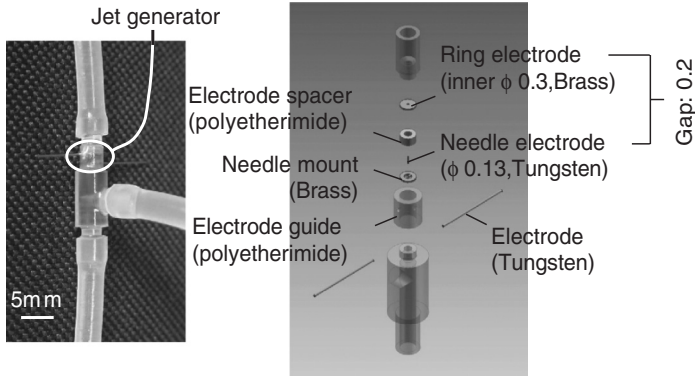 Jet generator
5mm
Ring electrode
(inner ϕ 0.3,Brass)
Electrode spacer
(polyetherimide)
Needle electrode
(ϕ 0.13,Tungsten)
Needle mount
(Brass)
Electrode guide
(polyetherimide)
Electrode
(Tungsten)
Gap: 0.2